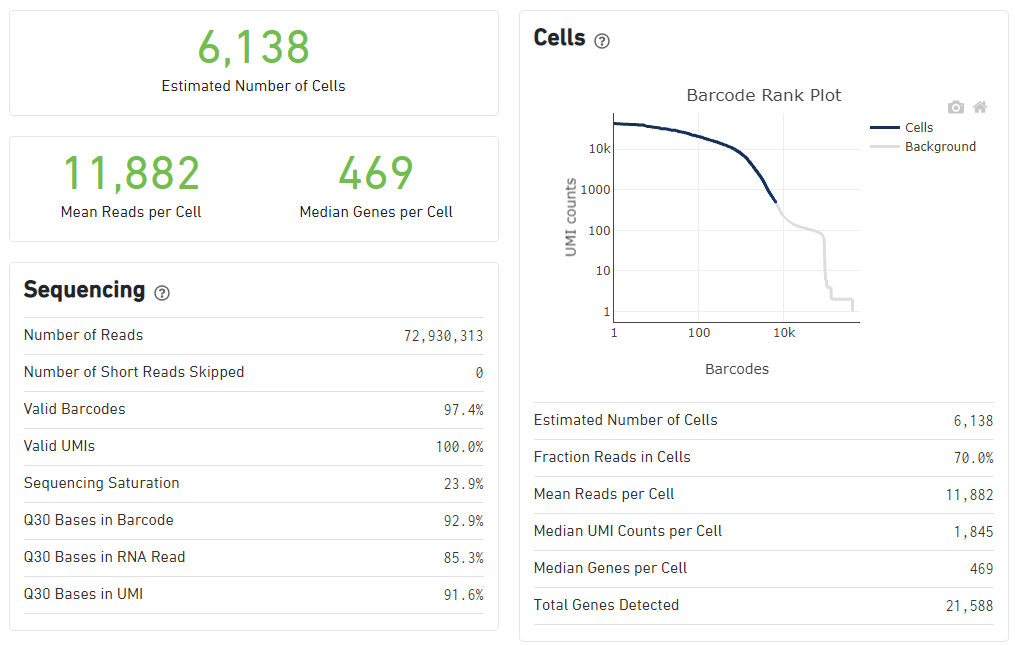 6,138
Estimated Number of Cells
11,882
Mean Reads per Cell
469
Median Genes per Cell
Sequencing ?
Number of Reads 72,930,313
Number of Short Reads Skipped 0
Valid Barcodes 97.4%
Valid UMIs 100.0%
Sequencing Saturation 23.9%
Q30 Bases in Barcode 92.9%
Q30 Bases in RNA Read 85.3%
Q30 Bases in UMI 91.6%
Cells ?
Barcode Rank Plot
Cells
Background
UMI counts
10k
1000
100
10
1
1 100 10k
Barcodes
Estimated Number of Cells 6,138
Fraction Reads in Cells 70.0%
Mean Reads per Cell 11,882
Median UMI Counts per Cell 1,845
Median Genes per Cell 469
Total Genes Detected 21,588